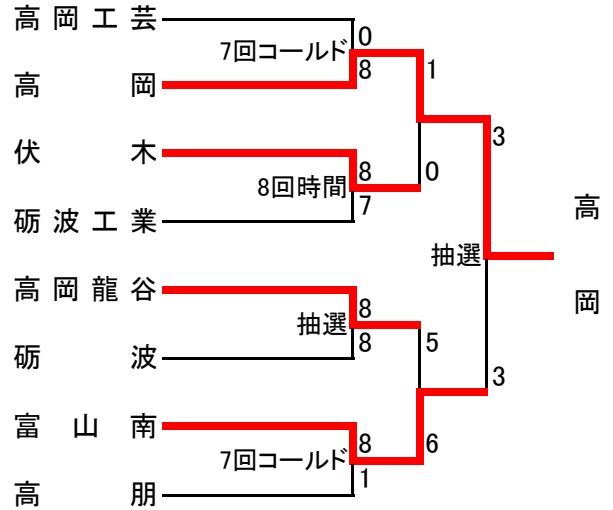 高岡工芸
0
7回コールド
8
1
高岡
3
伏木
8
0
8回時間
7
砺波工業
高岡
抽選
高岡龍谷
8
抽選
8
5
砺波
3
富山南
8
6
7回コールド
1
高朋